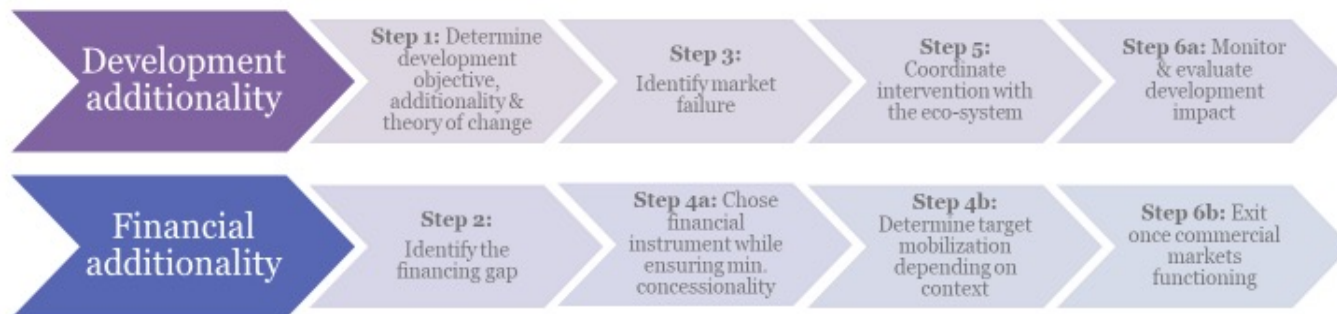 Development
additionality
Step 1: Determine
development
objective,
additionality &
theory of change
Step 3:
Identify market
failure
Step 5:
Coordinate
intervention with
the eco-system
Step 6a: Monitor
& evaluate
development
impact
Financial
additionality
Step 2:
Identify the
financing gap
Step 4a: Chose
financial
instrument while
ensuring min.
concessionality
Step 4b:
Determine target
mobilization
depending on
context
Step 6b: Exit
once commercial
markets
functioning